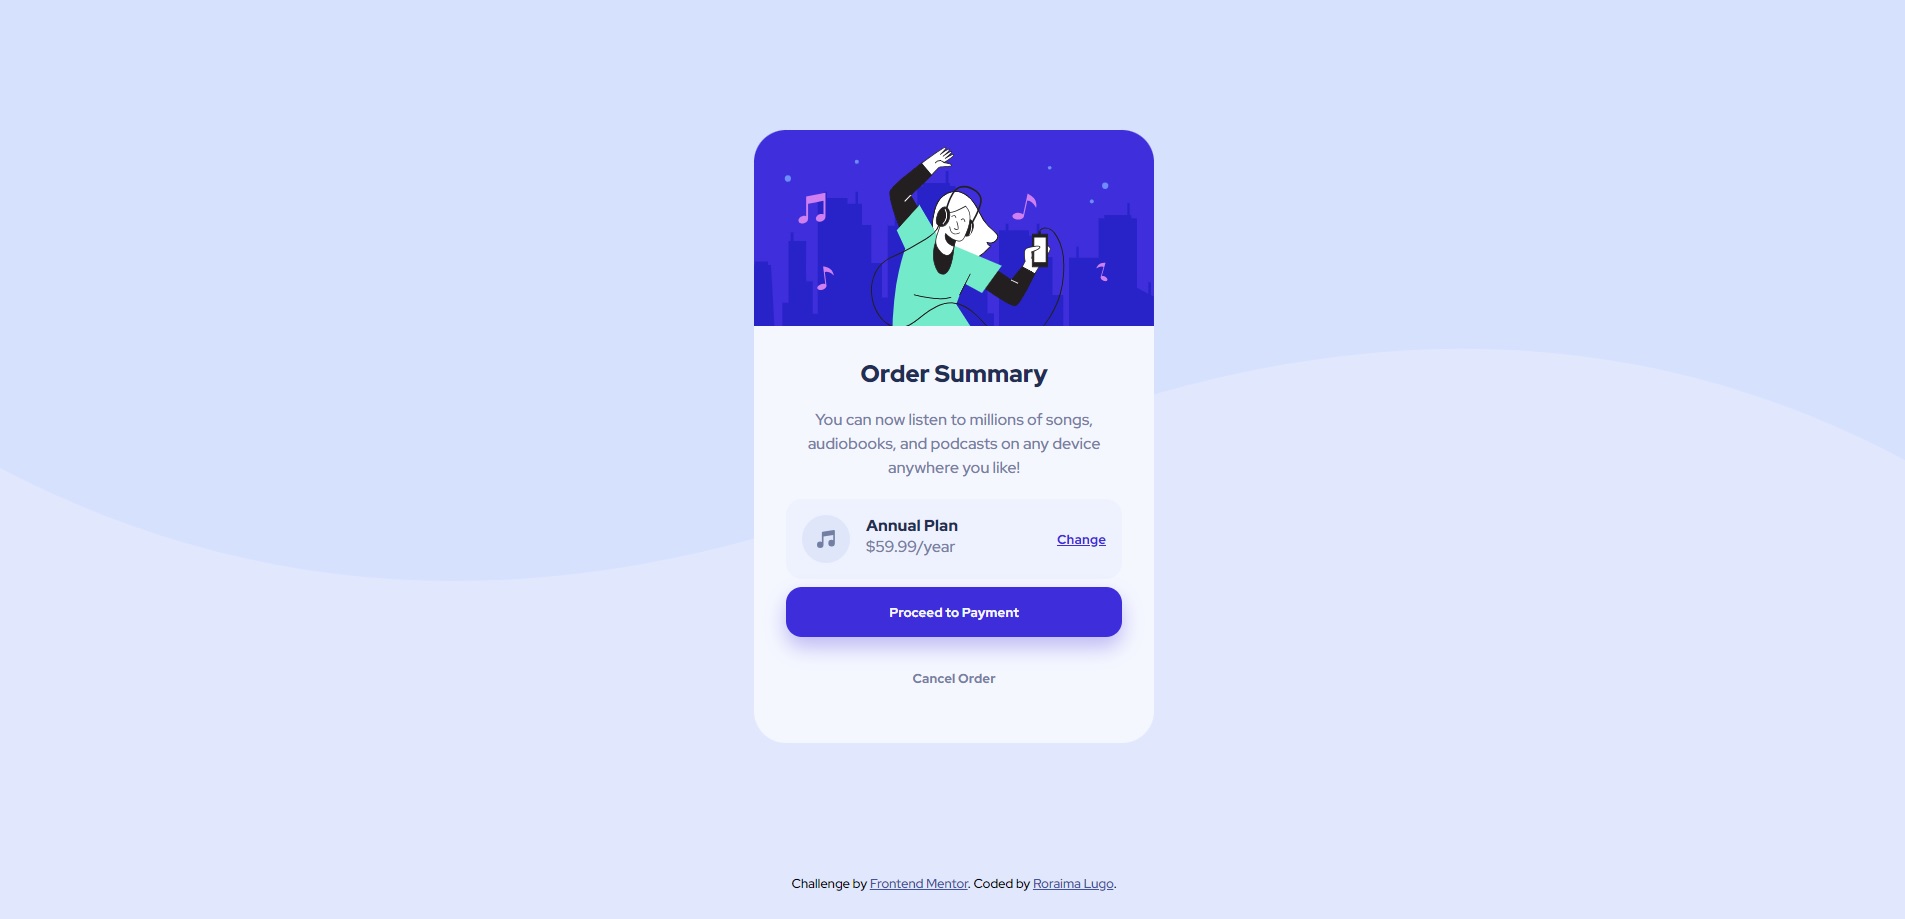 Order Summary
You can now listen to millions of songs,
audiobooks, and podcasts on any device
anywhere you like!
Annual Plan
$59.99/year
Change
Proceed to Payment
Cancel Order
Challenge by Frontend Mentor. Coded by Roraima Lugo.